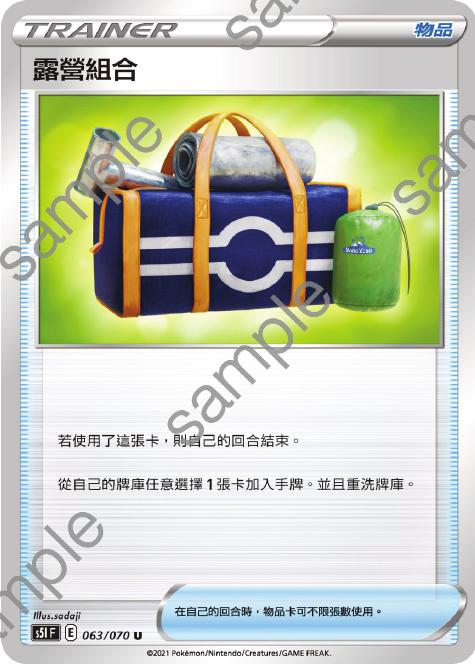 TRAINER
物品
露營組合
sample
sample
sample
sample
sample
若使用了這張卡，則自己的回合結束。
從自己的牌庫任意選擇1張卡加入手牌。並且重洗牌庫。
Illus.sadaji
s5I F E 063/070 U
在自己的回合時，物品卡可不限張數使用。
©2021 Pokémon/Nintendo/Creatures/GAME FREAK.